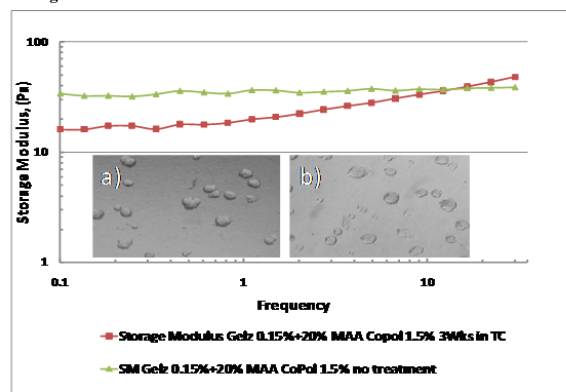 100
10
1
Storage Modulus, (Pa)
a)
b)
0.1
1
10
Frequency
Storage Modulus Gelz 0.15%+20% MAA Copol 1.5% 3Wks in TC
SM Gelz 0.15%+20% MAA CoPol 1.5% no treatment